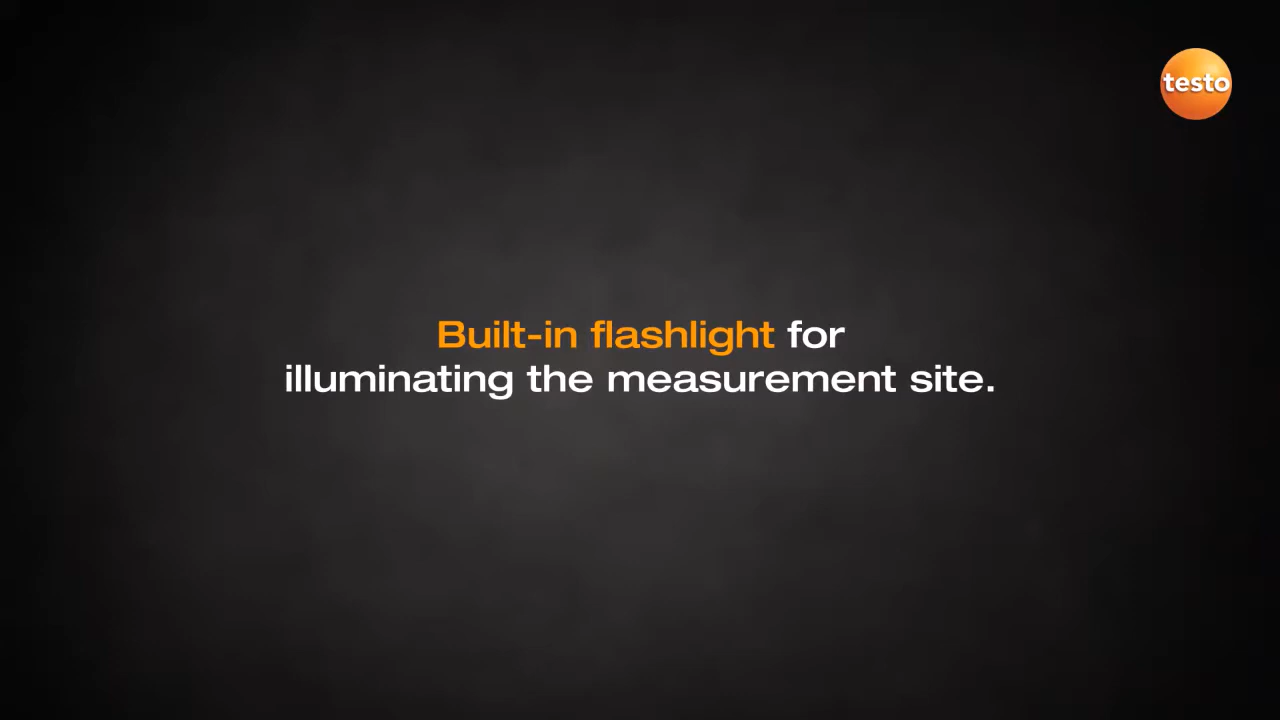 testo
Built-in flashlight for
illuminating the measurement site.